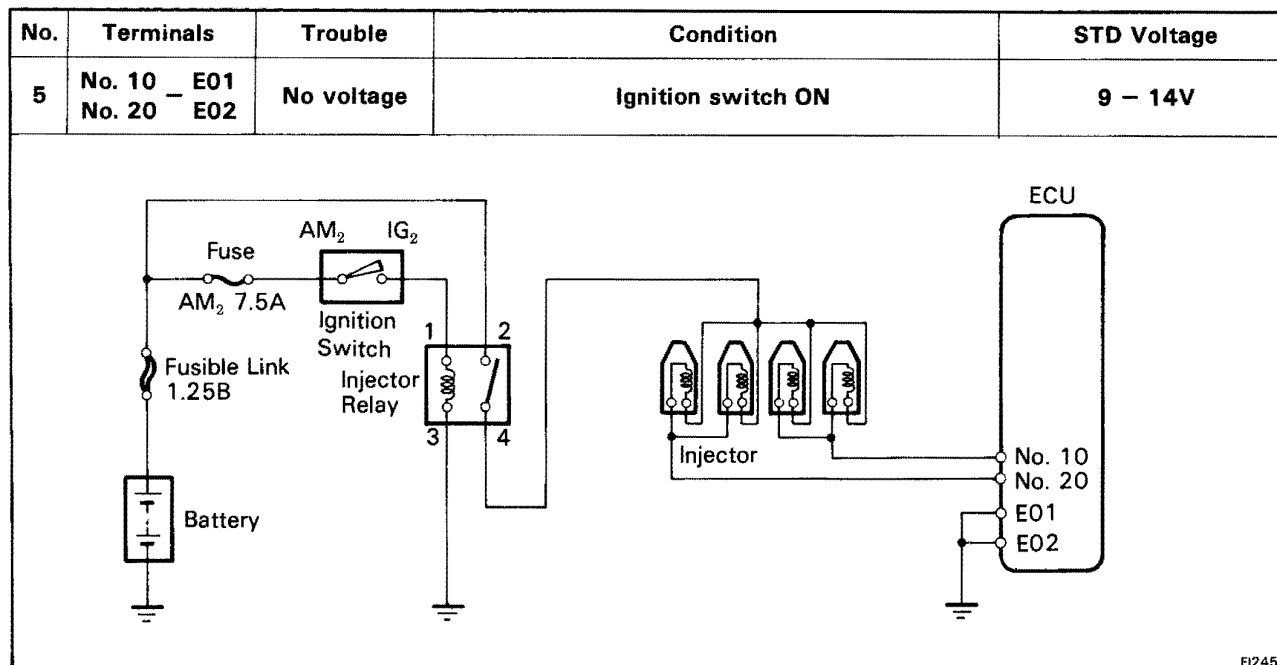 No. Terminals Trouble Condition STD Voltage
5 No. 10 – E01 No voltage Ignition switch ON 9 – 14V
No. 20 E02
ECU
AM₂ IG₂
Fuse
AM₂ 7.5A
Ignition
Switch
1 2
Fusible Link
1.25B
Injector
Relay
3 4
Injector
No. 10
No. 20
E01
E02
Battery
FI245